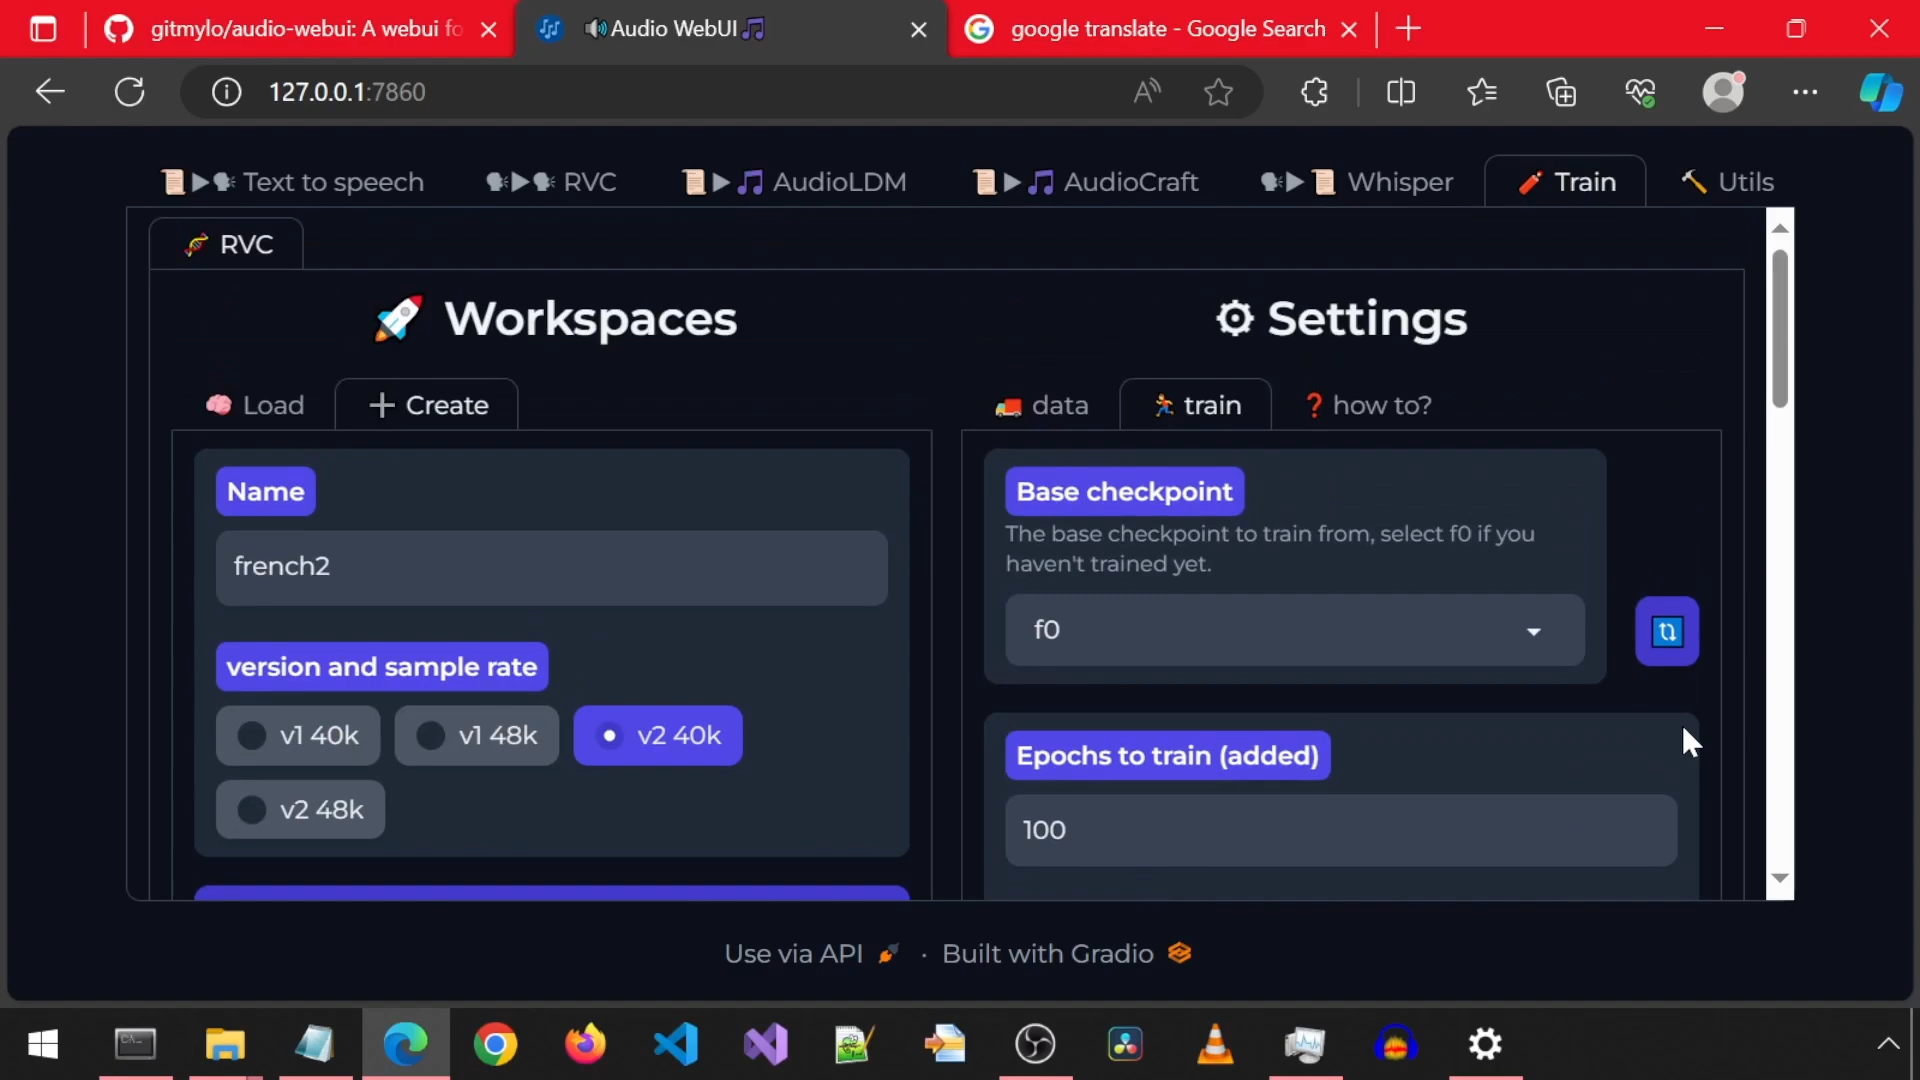 gitmylo/audio-webui: A webui fo
Audio WebUI
google translate - Google Search
127.0.0.1:7860
Text to speech
RVC
AudioLDM
AudioCraft
Whisper
Train
Utils
RVC
Workspaces
Settings
Load
Create
data
train
how to?
Name
french2
version and sample rate
v1 40k
v1 48k
v2 40k
v2 48k
Base checkpoint
The base checkpoint to train from, select f0 if you
haven't trained yet.
f0
Epochs to train (added)
100
Use via API · Built with Gradio